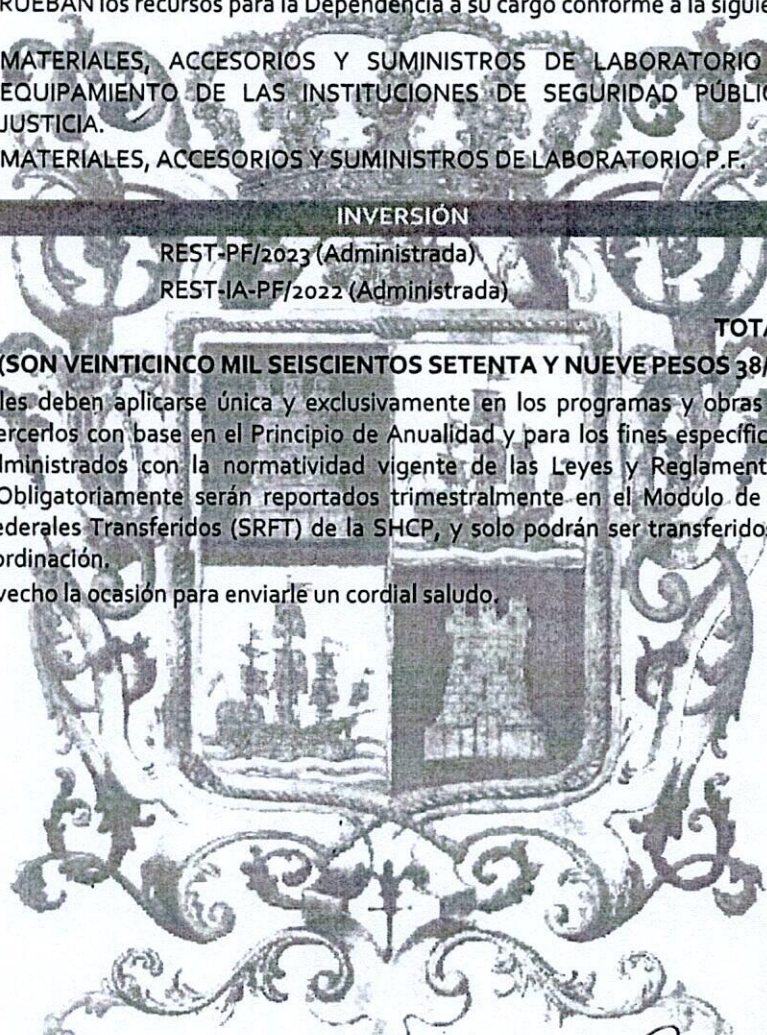 RUEBAN los recursos para la Dependencia a su cargo conforme a la siguie
MATERIALES, ACCESORIOS Y SUMINISTROS DE LABORATORIO
EQUIPAMIENTO DE LAS INSTITUCIONES DE SEGURIDAD PÚBLIC
JUSTICIA.
MATERIALES, ACCESORIOS Y SUMINISTROS DE LABORATORIO P.F.
INVERSIÓN
REST-PF/2023 (Administrada)
REST-IA-PF/2022 (Administrada)
TOTA
(SON VEINTICINCO MIL SEISCIENTOS SETENTA Y NUEVE PESOS 38/
les deben aplicarse única y exclusivamente en los programas y obras
ercerlos con base en el Principio de Anualidad y para los fines específic
dministrados con la normatividad vigente de las Leyes y Reglament
Obligatoriamente serán reportados trimestralmente en el Modulo de
ederales Transferidos (SRFT) de la SHCP, y solo podrán ser transferidos
ordinación.
vecho la ocasión para enviarle un cordial saludo.